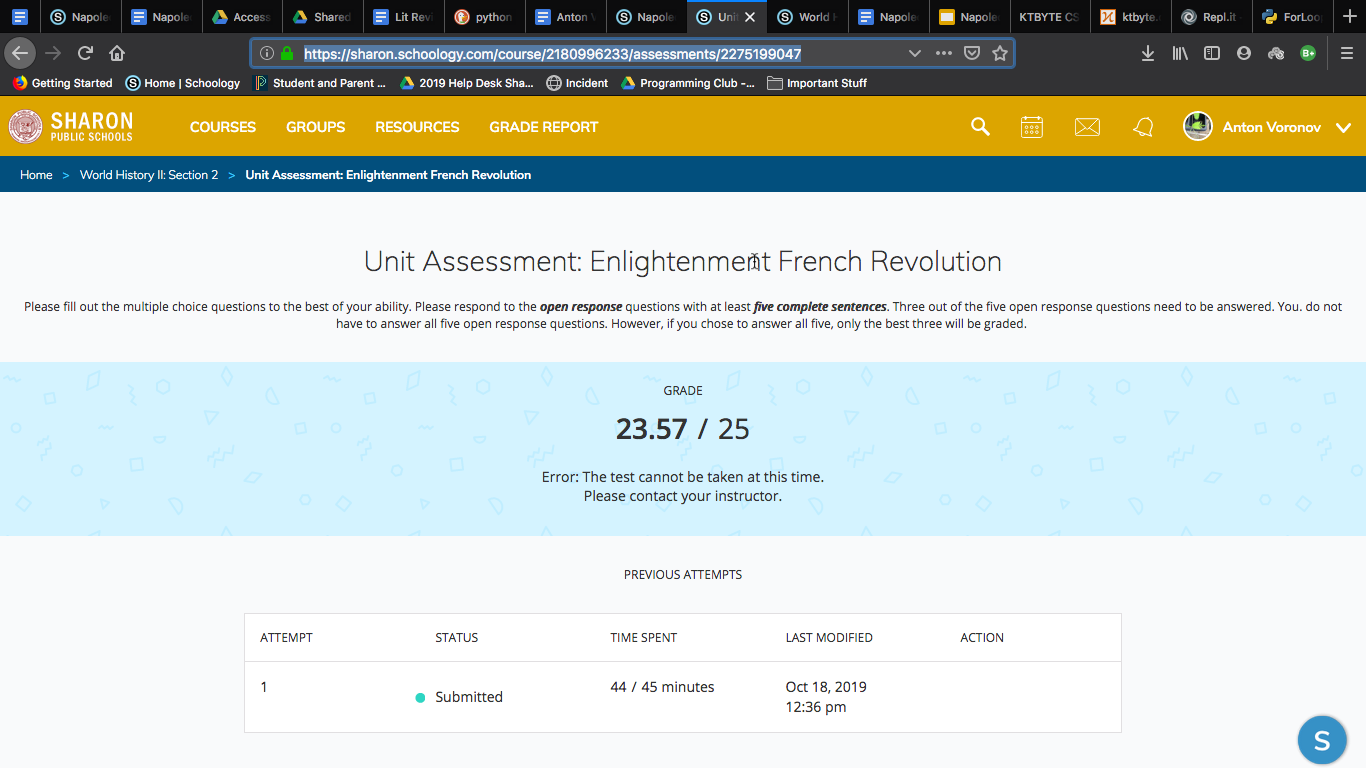 Napole
Napole
Access
Shared
Lit Revi
python
Anton V
Napole
Unit
World H
Napole
Napole
KTBYTE CS
ktbyte.
Repl.it
ForLoo
https://sharon.schoology.com/course/2180996233/assessments/2275199047
Getting Started
Home | Schoology
Student and Parent ...
2019 Help Desk Sha...
Incident
Programming Club -...
Important Stuff
SHARON
PUBLIC SCHOOLS
COURSES
GROUPS
RESOURCES
GRADE REPORT
Anton Voronov
Home > World History II: Section 2 > Unit Assessment: Enlightenment French Revolution
Unit Assessment: Enlightenment French Revolution
Please fill out the multiple choice questions to the best of your ability. Please respond to the open response questions with at least five complete sentences. Three out of the five open response questions need to be answered. You. do not
have to answer all five open response questions. However, if you chose to answer all five, only the best three will be graded.
GRADE
23.57 / 25
Error: The test cannot be taken at this time.
Please contact your instructor.
PREVIOUS ATTEMPTS
ATTEMPT STATUS TIME SPENT LAST MODIFIED ACTION
1 Submitted 44 / 45 minutes Oct 18, 2019
12:36 pm
S